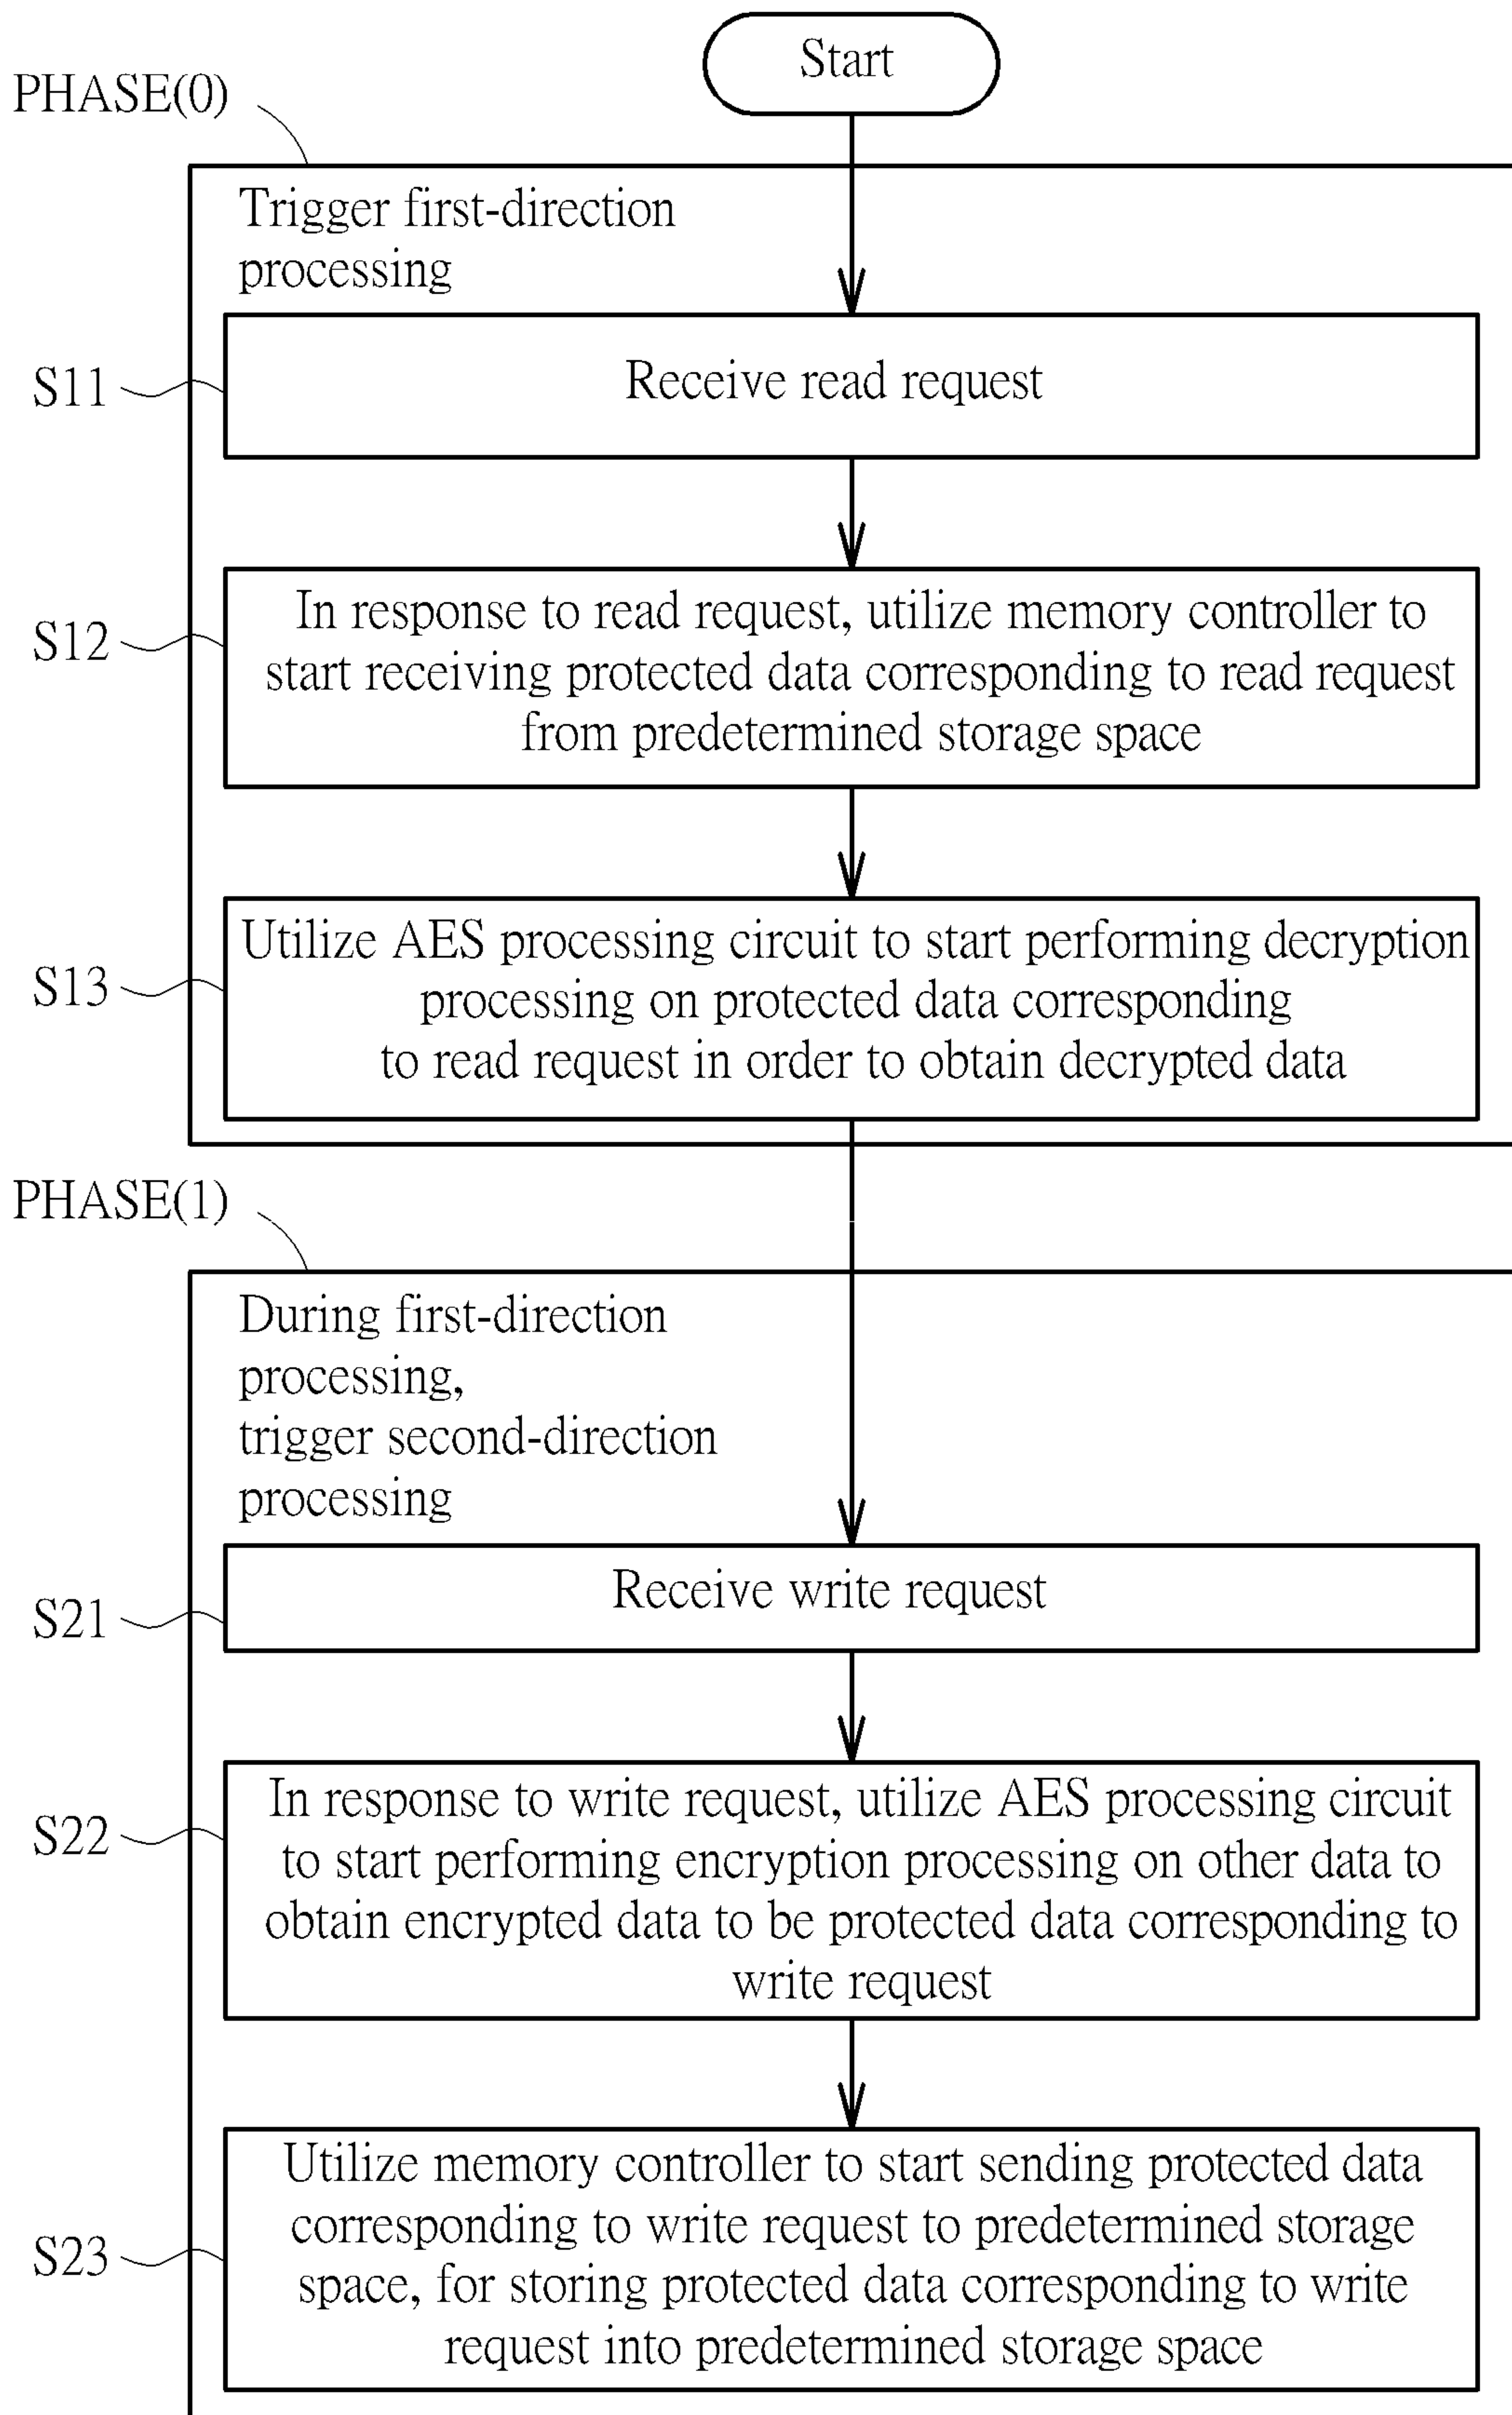 Start
PHASE(0)
Trigger first-direction
processing
S11
Receive read request
S12
In response to read request, utilize memory controller to
start receiving protected data corresponding to read request
from predetermined storage space
S13
Utilize AES processing circuit to start performing decryption
processing on protected data corresponding
to read request in order to obtain decrypted data
PHASE(1)
During first-direction
processing,
trigger second-direction
processing
S21
Receive write request
S22
In response to write request, utilize AES processing circuit
to start performing encryption processing on other data to
obtain encrypted data to be protected data corresponding to
write request
S23
Utilize memory controller to start sending protected data
corresponding to write request to predetermined storage
space, for storing protected data corresponding to write
request into predetermined storage space